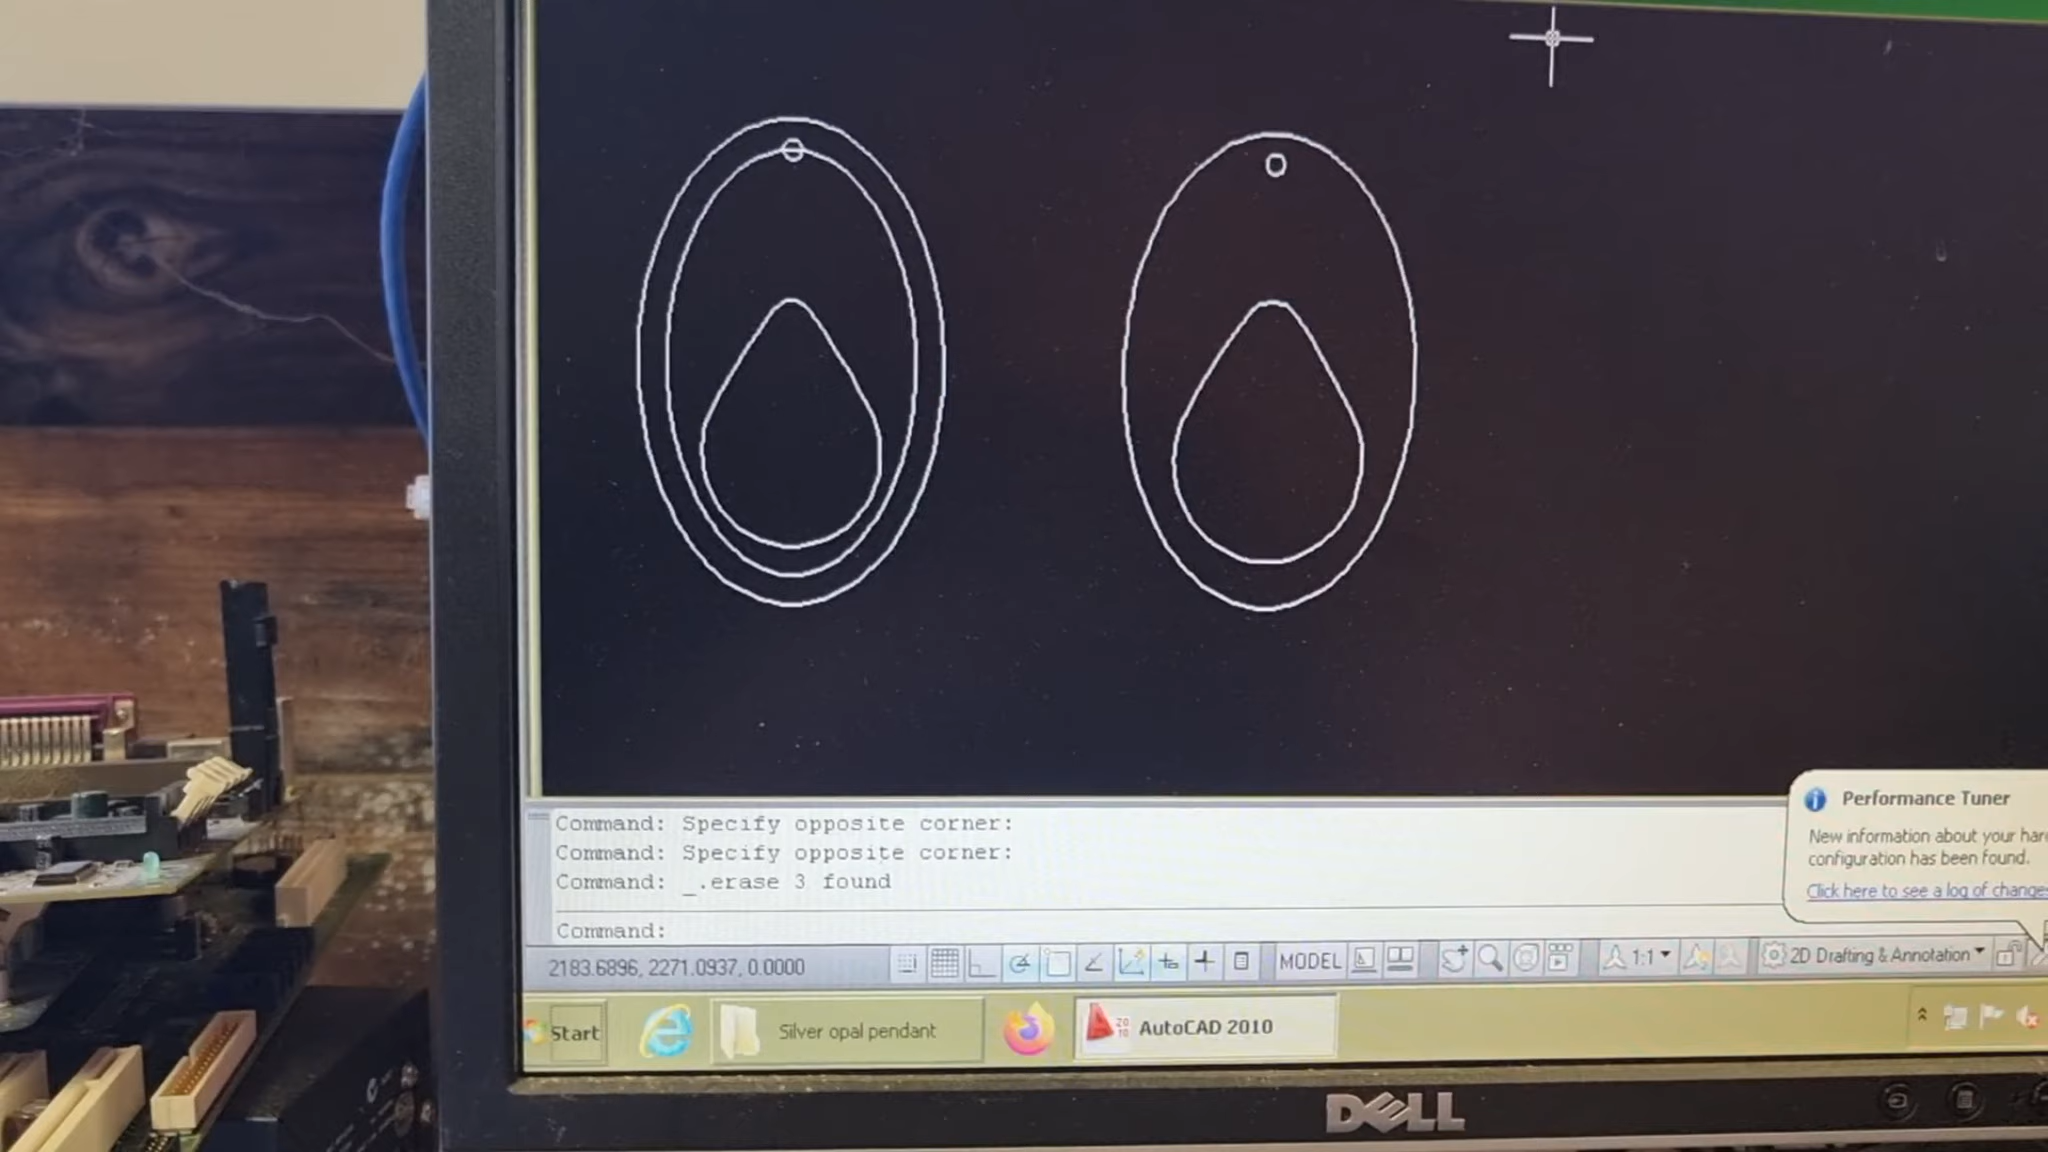 Command: Specify opposite corner:
Command: Specify opposite corner:
Command: _.erase 3 found
Command:
Performance Tuner
New information about your
configuration has been found.
Click here to see a log of changes
2183.6896, 2271.0937, 0.0000
MODEL
1:1
2D Drafting & Annotation
Start
Silver opal pendant
AutoCAD 2010
DELL